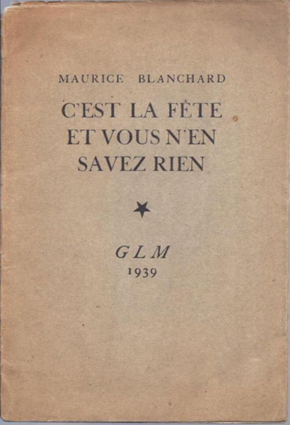 MAURICE BLANCHARD
C'EST LA FÊTE
ET VOUS N'EN
SAVEZ RIEN
GLM
1939